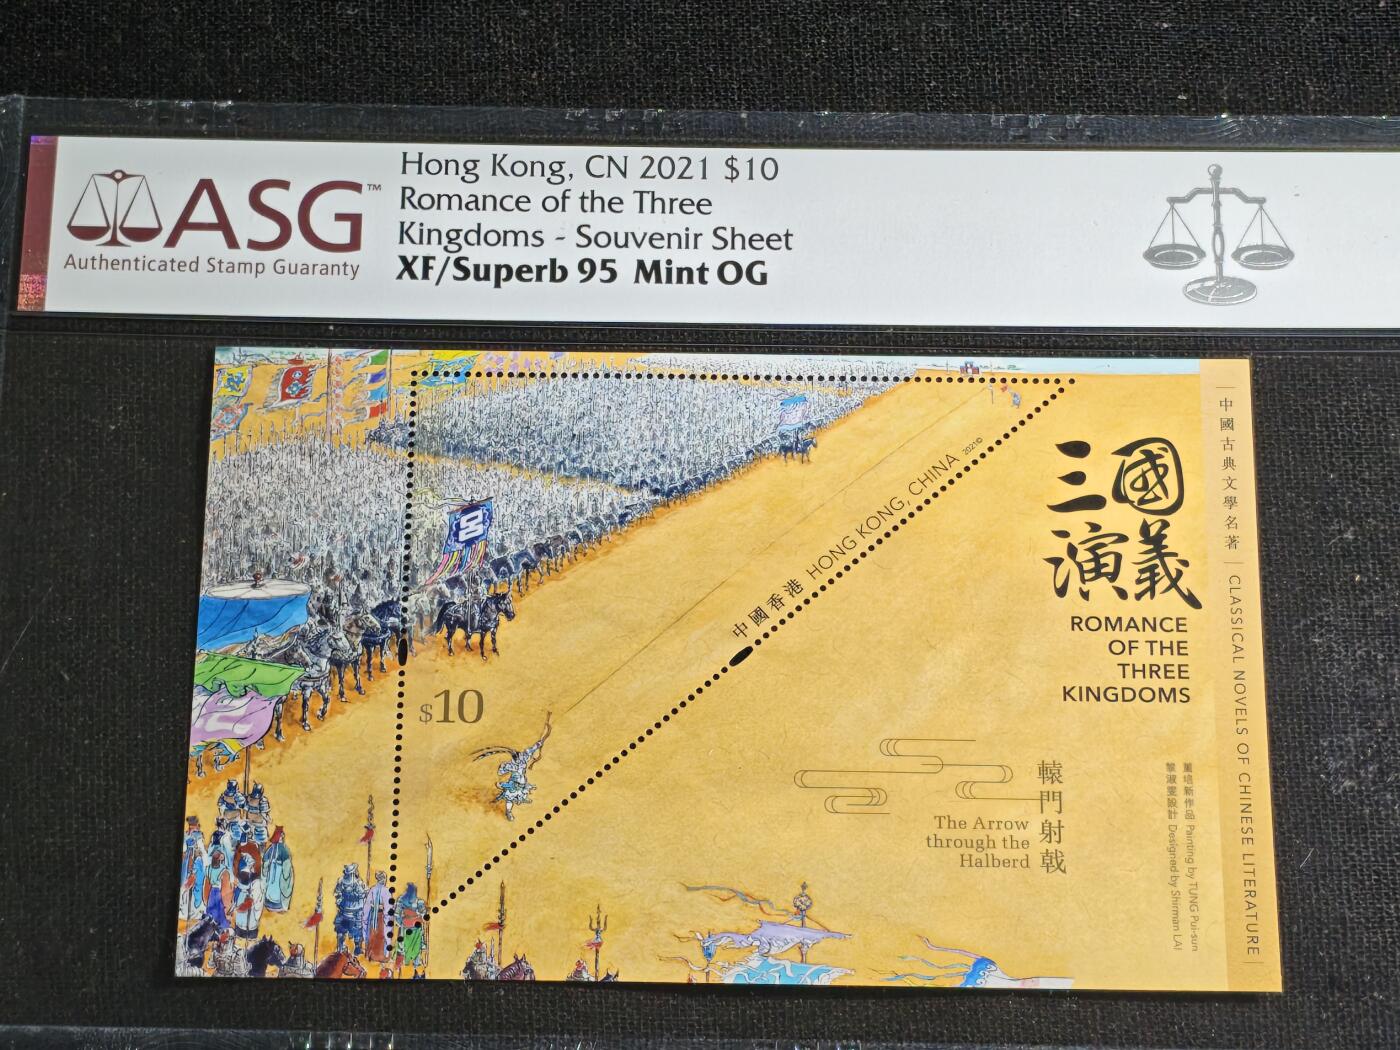 ASG™
Authenticated Stamp Guaranty
Hong Kong, CN 2021 $10
Romance of the Three
Kingdoms - Souvenir Sheet
XF/Superb 95 Mint OG
呂
中國香港 HONG KONG, CHINA 2021©
$10
三國
演義
ROMANCE
OF THE
THREE
KINGDOMS
轅門射戟
The Arrow
through the
Halberd
董培新作品 Painting by TUNG Pui-sun
黎淑雯設計 Designed by Shirman LAI
中國古典文學名著 | CLASSICAL NOVELS OF CHINESE LITERATURE |